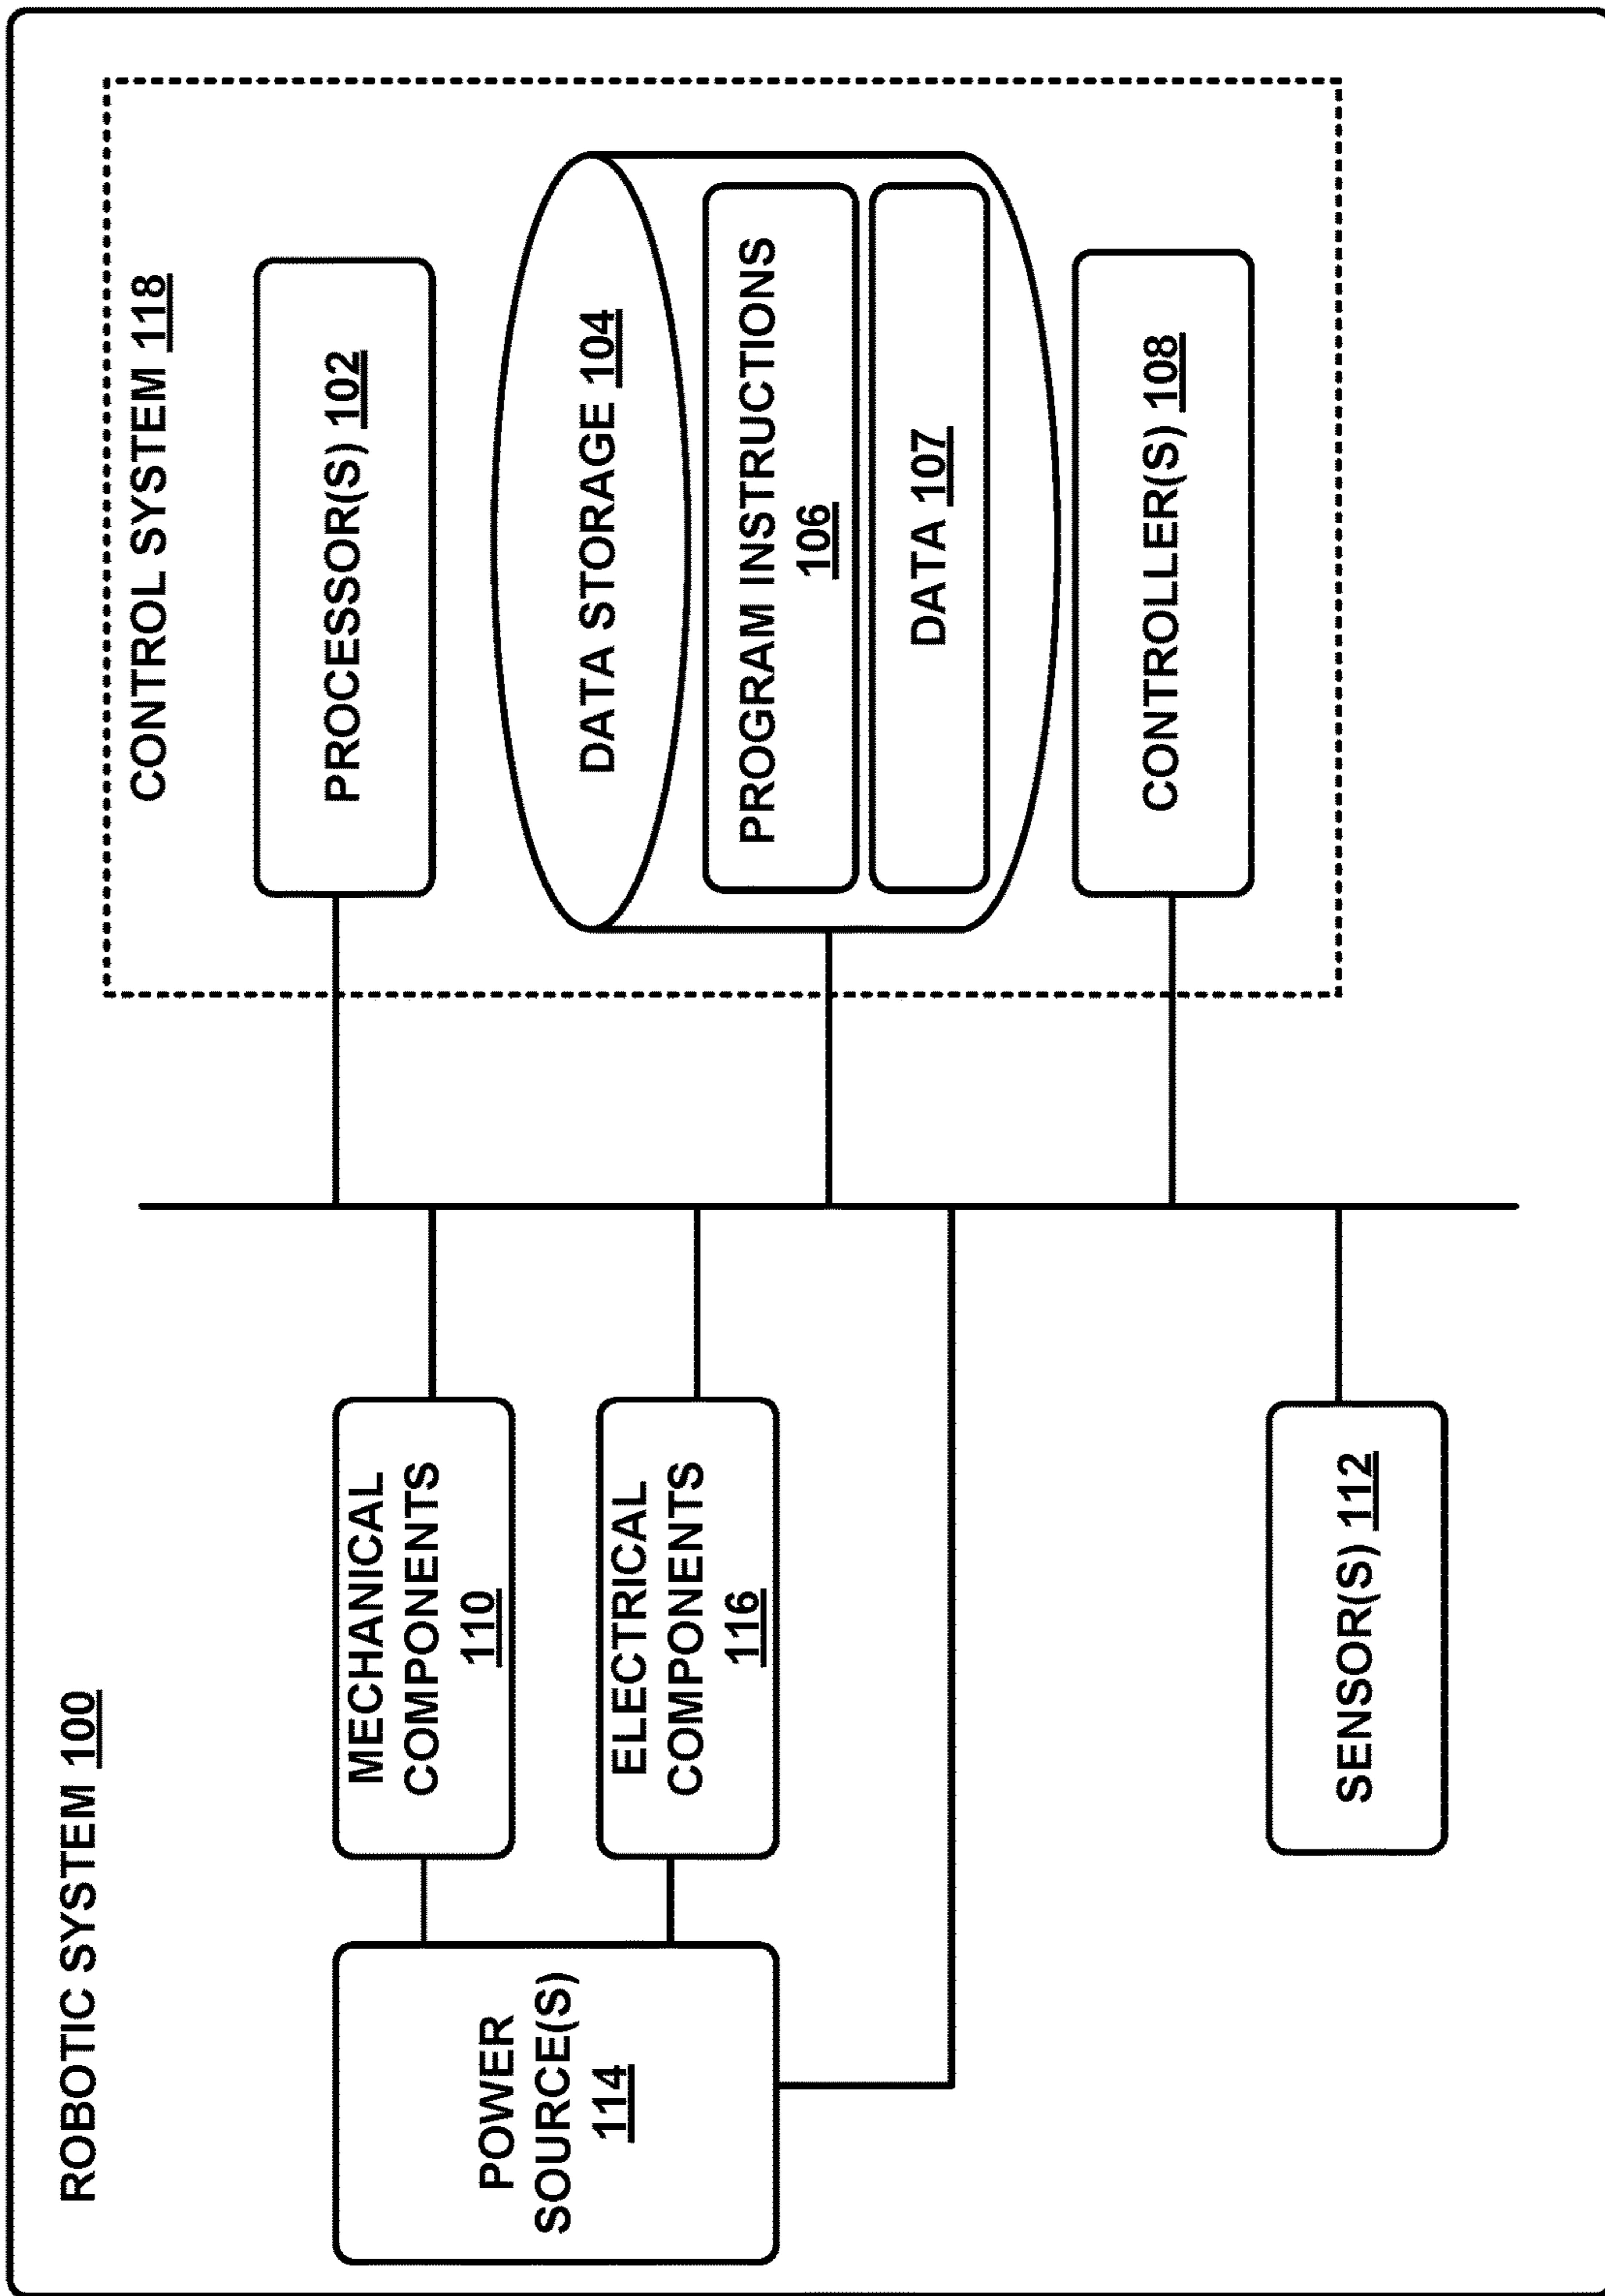 ROBOTIC SYSTEM 100
CONTROL SYSTEM 118
POWER
SOURCE(S)
114
MECHANICAL
COMPONENTS
110
ELECTRICAL
COMPONENTS
116
SENSOR(S) 112
PROCESSOR(S) 102
DATA STORAGE 104
PROGRAM INSTRUCTIONS
106
DATA 107
CONTROLLER(S) 108